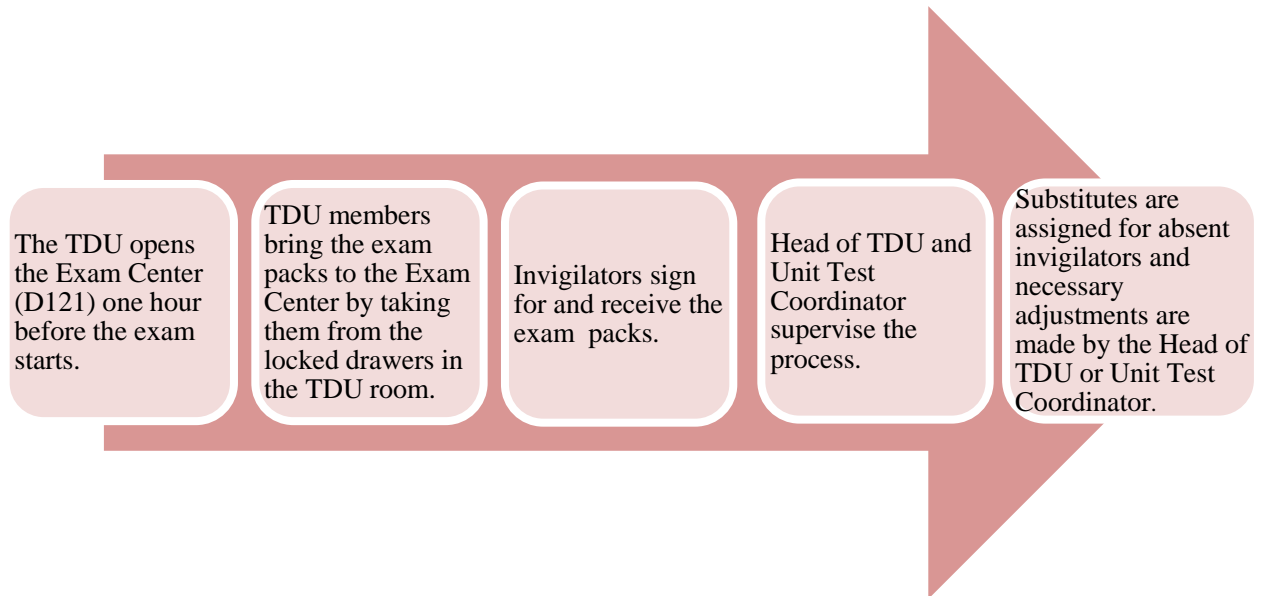 The TDU opens
the Exam Center
(D121) one hour
before the exam
starts.
TDU members
bring the exam
packs to the Exam
Center by taking
them from the
locked drawers in
the TDU room.
Invigilators sign
for and receive the
exam  packs.
Head of TDU and
Unit Test
Coordinator
supervise the
process.
Substitutes are
assigned for absent
invigilators and
necessary
adjustments are
made by the Head of
TDU or Unit Test
Coordinator.